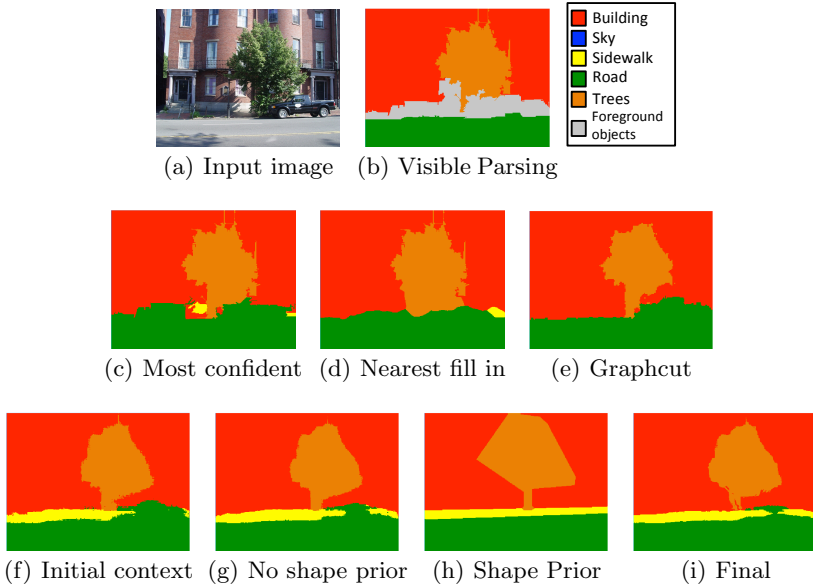 Building
Sky
Sidewalk
Road
Trees
Foreground
objects
(a) Input image
(b) Visible Parsing
(c) Most confident
(d) Nearest fill in
(e) Graphcut
(f) Initial context
(g) No shape prior
(h) Shape Prior
(i) Final